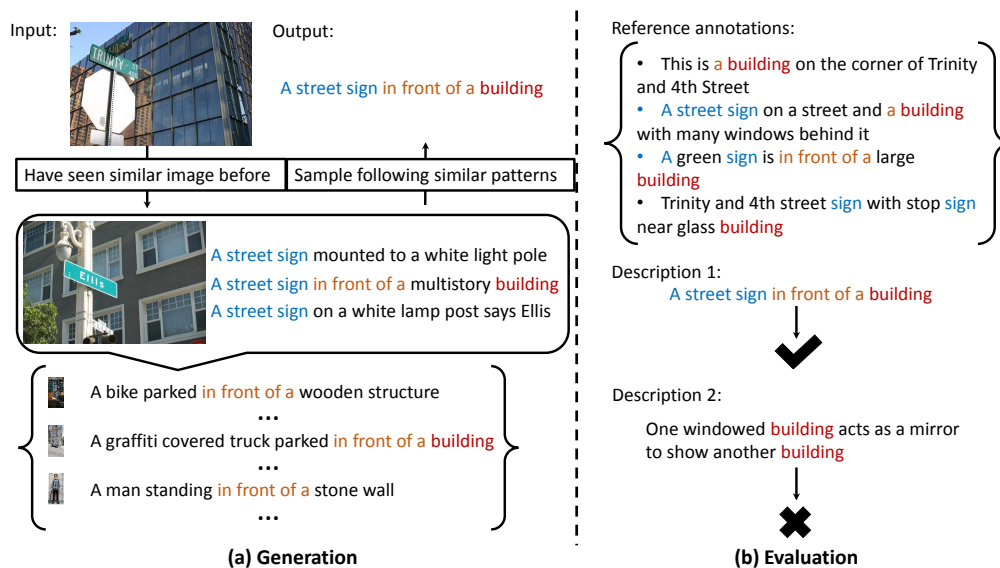 Input:
TRINITY
Output:
A street sign in front of a building
Have seen similar image before
Sample following similar patterns
Ellis
A street sign mounted to a white light pole
A street sign in front of a multistory building
A street sign on a white lamp post says Ellis
A bike parked in front of a wooden structure
...
A graffiti covered truck parked in front of a building
...
A man standing in front of a stone wall
...
(a) Generation
Reference annotations:
• This is a building on the corner of Trinity
and 4th Street
• A street sign on a street and a building
with many windows behind it
• A green sign is in front of a large
building
• Trinity and 4th street sign with stop sign
near glass building
Description 1:
A street sign in front of a building
Description 2:
One windowed building acts as a mirror
to show another building
(b) Evaluation